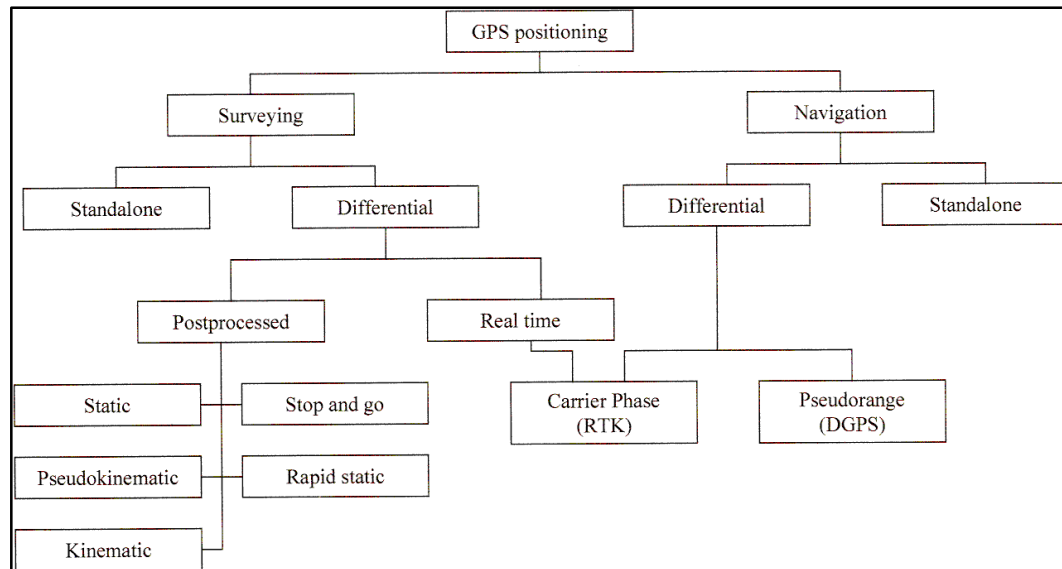 GPS positioning
Surveying
Navigation
Standalone
Differential
Differential
Standalone
Postprocessed
Real time
Static
Stop and go
Carrier Phase
(RTK)
Pseudorange
(DGPS)
Pseudokinematic
Rapid static
Kinematic